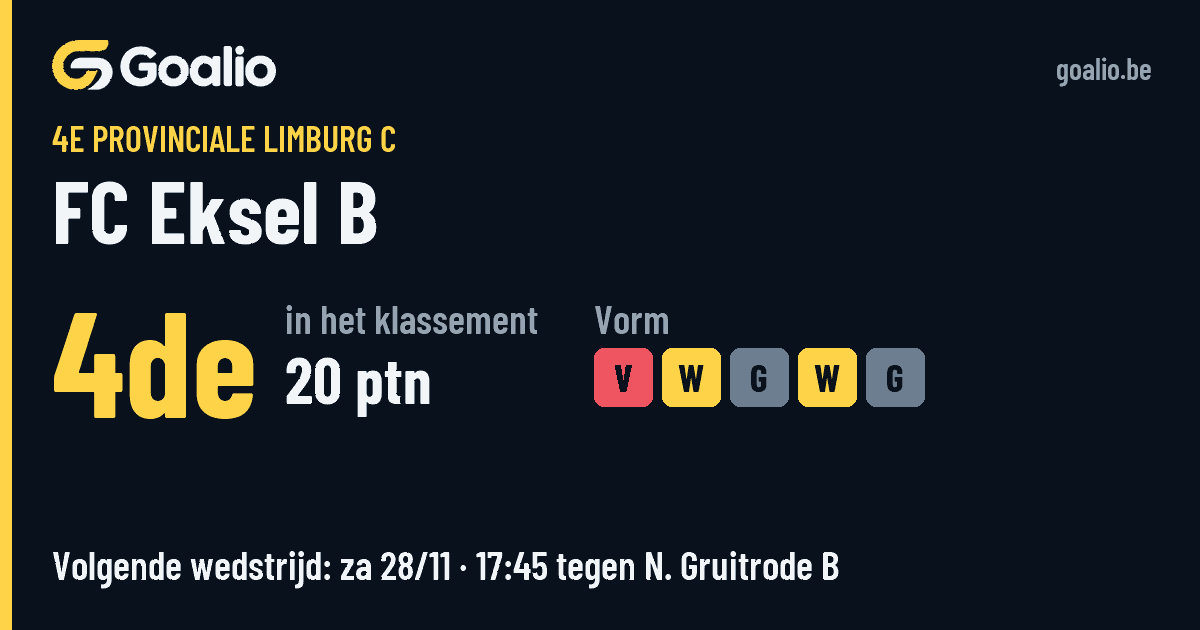 Goalio
goalio.be
4E PROVINCIALE LIMBURG C
FC Eksel B
4de
in het klassement
20 ptn
Vorm
V W G W G
Volgende wedstrijd: za 28/11 · 17:45 tegen N. Gruitrode B